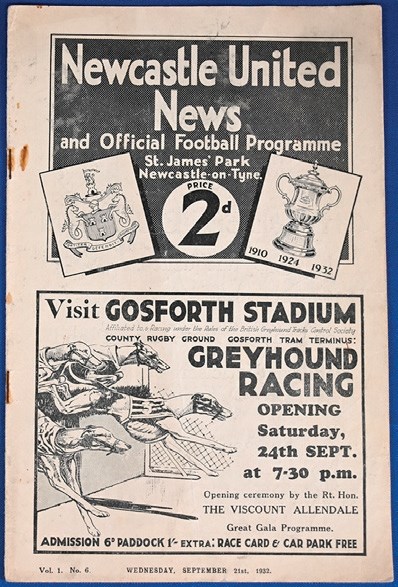 Newcastle United
News
and Official Football Programme
St. James' Park
Newcastle-on-Tyne.
PRICE
2d
1910 1924 1932
Visit GOSFORTH STADIUM
Affiliated to & Racing under the Rules of the British Greyhound Tracks Control Society
COUNTY RUGBY GROUND GOSFORTH TRAM TERMINUS:
GREYHOUND
RACING
OPENING
Saturday,
24th SEPT.
at 7-30 p.m.
Opening ceremony by the Rt. Hon.
THE VISCOUNT ALLENDALE
Great Gala Programme.
ADMISSION 6D PADDOCK 1/- EXTRA: RACE CARD & CAR PARK FREE
Vol. 1. No. 6. WEDNESDAY, SEPTEMBER 21st, 1932.